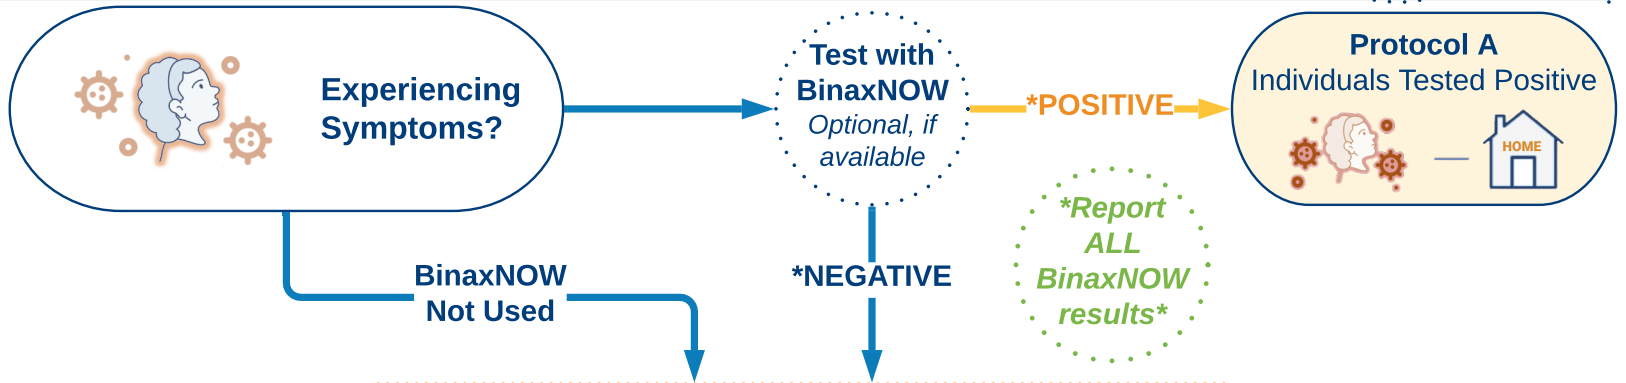 Experiencing
Symptoms?
Test with
BinaxNOW
Optional, if
available
*POSITIVE
Protocol A
Individuals Tested Positive
HOME
BinaxNOW
Not Used
*NEGATIVE
*Report
ALL
BinaxNOW
results*